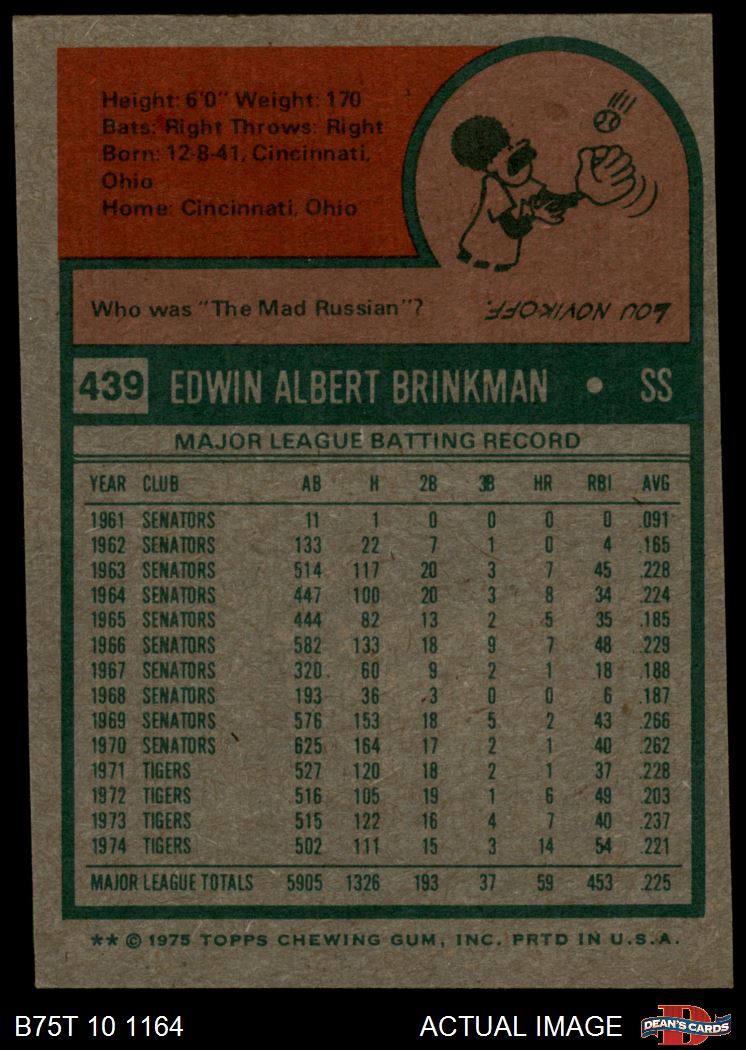 Height: 6'0" Weight: 170
Bats: Right Throws: Right
Born: 12-8-41, Cincinnati,
Ohio
Home: Cincinnati, Ohio
Who was "The Mad Russian"?
LOU NOVIKOFF.
439 EDWIN ALBERT BRINKMAN • SS
MAJOR LEAGUE BATTING RECORD
YEAR CLUB AB H 2B 3B HR RBI AVG
1961 SENATORS 11 1 0 0 0 0 .091
1962 SENATORS 133 22 7 1 0 4 .165
1963 SENATORS 514 117 20 3 7 45 .228
1964 SENATORS 447 100 20 3 8 34 .224
1965 SENATORS 444 82 13 2 5 35 .185
1966 SENATORS 582 133 18 9 7 48 .229
1967 SENATORS 320 60 9 2 1 18 .188
1968 SENATORS 193 36 3 0 0 6 .187
1969 SENATORS 576 153 18 5 2 43 .266
1970 SENATORS 625 164 17 2 1 40 .262
1971 TIGERS 527 120 18 2 1 37 .228
1972 TIGERS 516 105 19 1 6 49 .203
1973 TIGERS 515 122 16 4 7 40 .237
1974 TIGERS 502 111 15 3 14 54 .221
MAJOR LEAGUE TOTALS 5905 1326 193 37 59 453 .225
** © 1975 TOPPS CHEWING GUM, INC. PRTD IN U.S.A.
B75T 10 1164 ACTUAL IMAGE DEAN'S CARDS